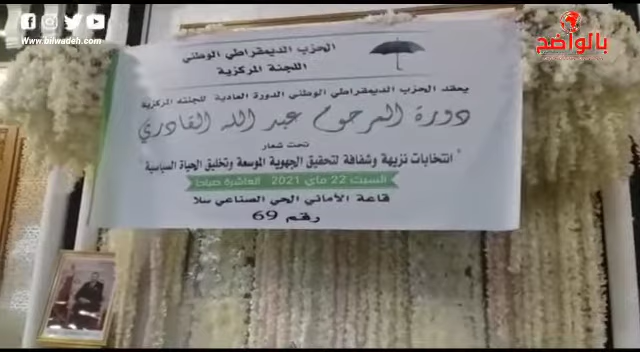 www.bilwadeh.com
بالواضح
الحزب الديمقراطي الوطني
اللجنة المركزية
يعقد الحزب الديمقراطي الوطني الدورة العادية للجنته المركزية
دورة المرحوم عبد الله القادري
تحت شعار
" انتخابات نزيهة وشفافة لتحقيق الجهوية الموسعة وتخليق الحياة السياسية "
السبت 22 ماي 2021 العاشرة صباحا
قاعة الأماني الحي الصناعي سلا
رقم 69